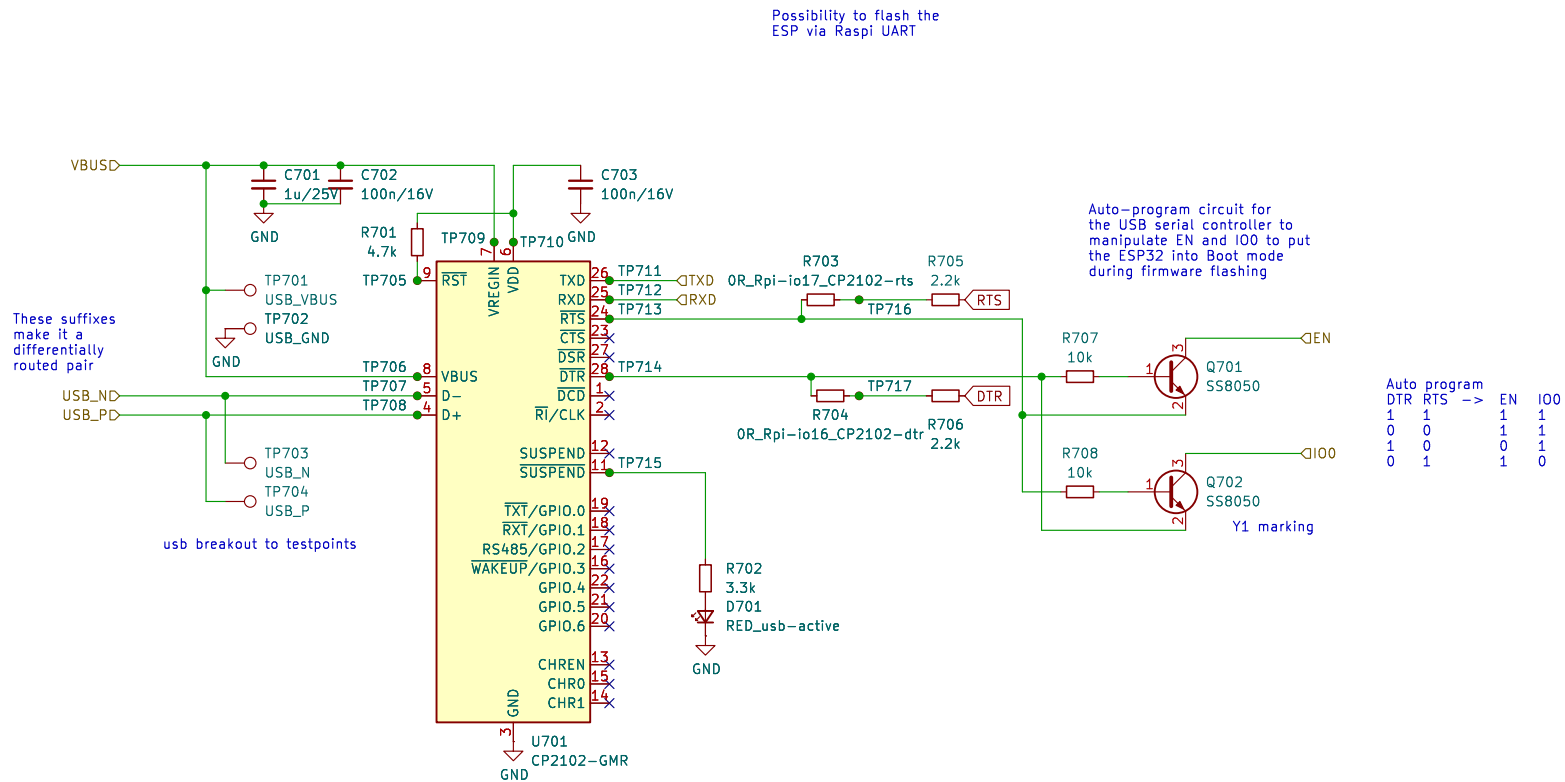 Possibility to flash the
ESP via Raspi UART
VBUS
C701
1u/25V
C702
100n/16V
GND
C703
100n/16V
GND
R701
4.7k
TP709
TP710
7
6
TP705
9
RST
VREGIN
VDD
TP701
USB_VBUS
TP702
USB_GND
GND
These suffixes
make it a
differentially
routed pair
TP706
8
VBUS
TP707
5
D-
TP708
4
D+
USB_N
USB_P
TP703
USB_N
TP704
USB_P
usb breakout to testpoints
TXD
26
TP711
TXD
RXD
25
TP712
RXD
RTS
24
TP713
CTS
23
DSR
27
DTR
28
TP714
DCD
1
RI/CLK
2
SUSPEND
12
SUSPEND
11
TP715
TXT/GPIO.0
19
RXT/GPIO.1
18
RS485/GPIO.2
17
WAKEUP/GPIO.3
16
GPIO.4
22
GPIO.5
21
GPIO.6
20
CHREN
13
CHR0
15
CHR1
14
GND
3
U701
CP2102-GMR
GND
R702
3.3k
D701
RED_usb-active
GND
R703
0R_Rpi-io17_CP2102-rts
R705
2.2k
RTS
TP716
TP717
DTR
R704
0R_Rpi-io16_CP2102-dtr
R706
2.2k
Auto-program circuit for
the USB serial controller to
manipulate EN and IO0 to put
the ESP32 into Boot mode
during firmware flashing
R707
10k
1
3
2
Q701
SS8050
EN
R708
10k
1
3
2
Q702
SS8050
IO0
Y1 marking
Auto program
DTR RTS -> EN IO0
1 1 1 1
0 0 1 1
1 0 0 1
0 1 1 0